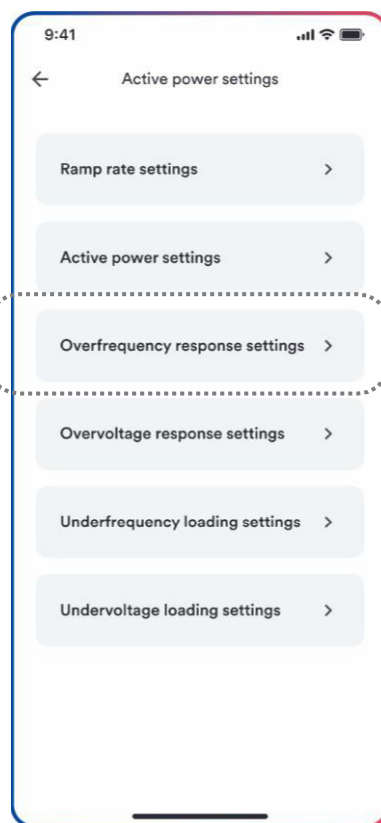 9:41
Active power settings
Ramp rate settings
Active power settings
Overfrequency response settings
Overvoltage response settings
Underfrequency loading settings
Undervoltage loading settings